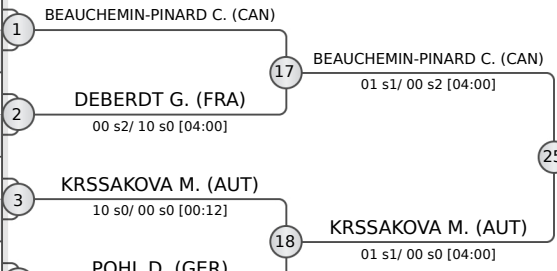 BEAUCHEMIN-PINARD C. (CAN)
1
BEAUCHEMIN-PINARD C. (CAN)
17
01 s1/ 00 s2 [04:00]
DEBERDT G. (FRA)
2
00 s2/ 10 s0 [04:00]
25
KRSSAKOVA M. (AUT)
3
10 s0/ 00 s0 [00:12]
KRSSAKOVA M. (AUT)
18
01 s1/ 00 s0 [04:00]
POHL D. (GER)